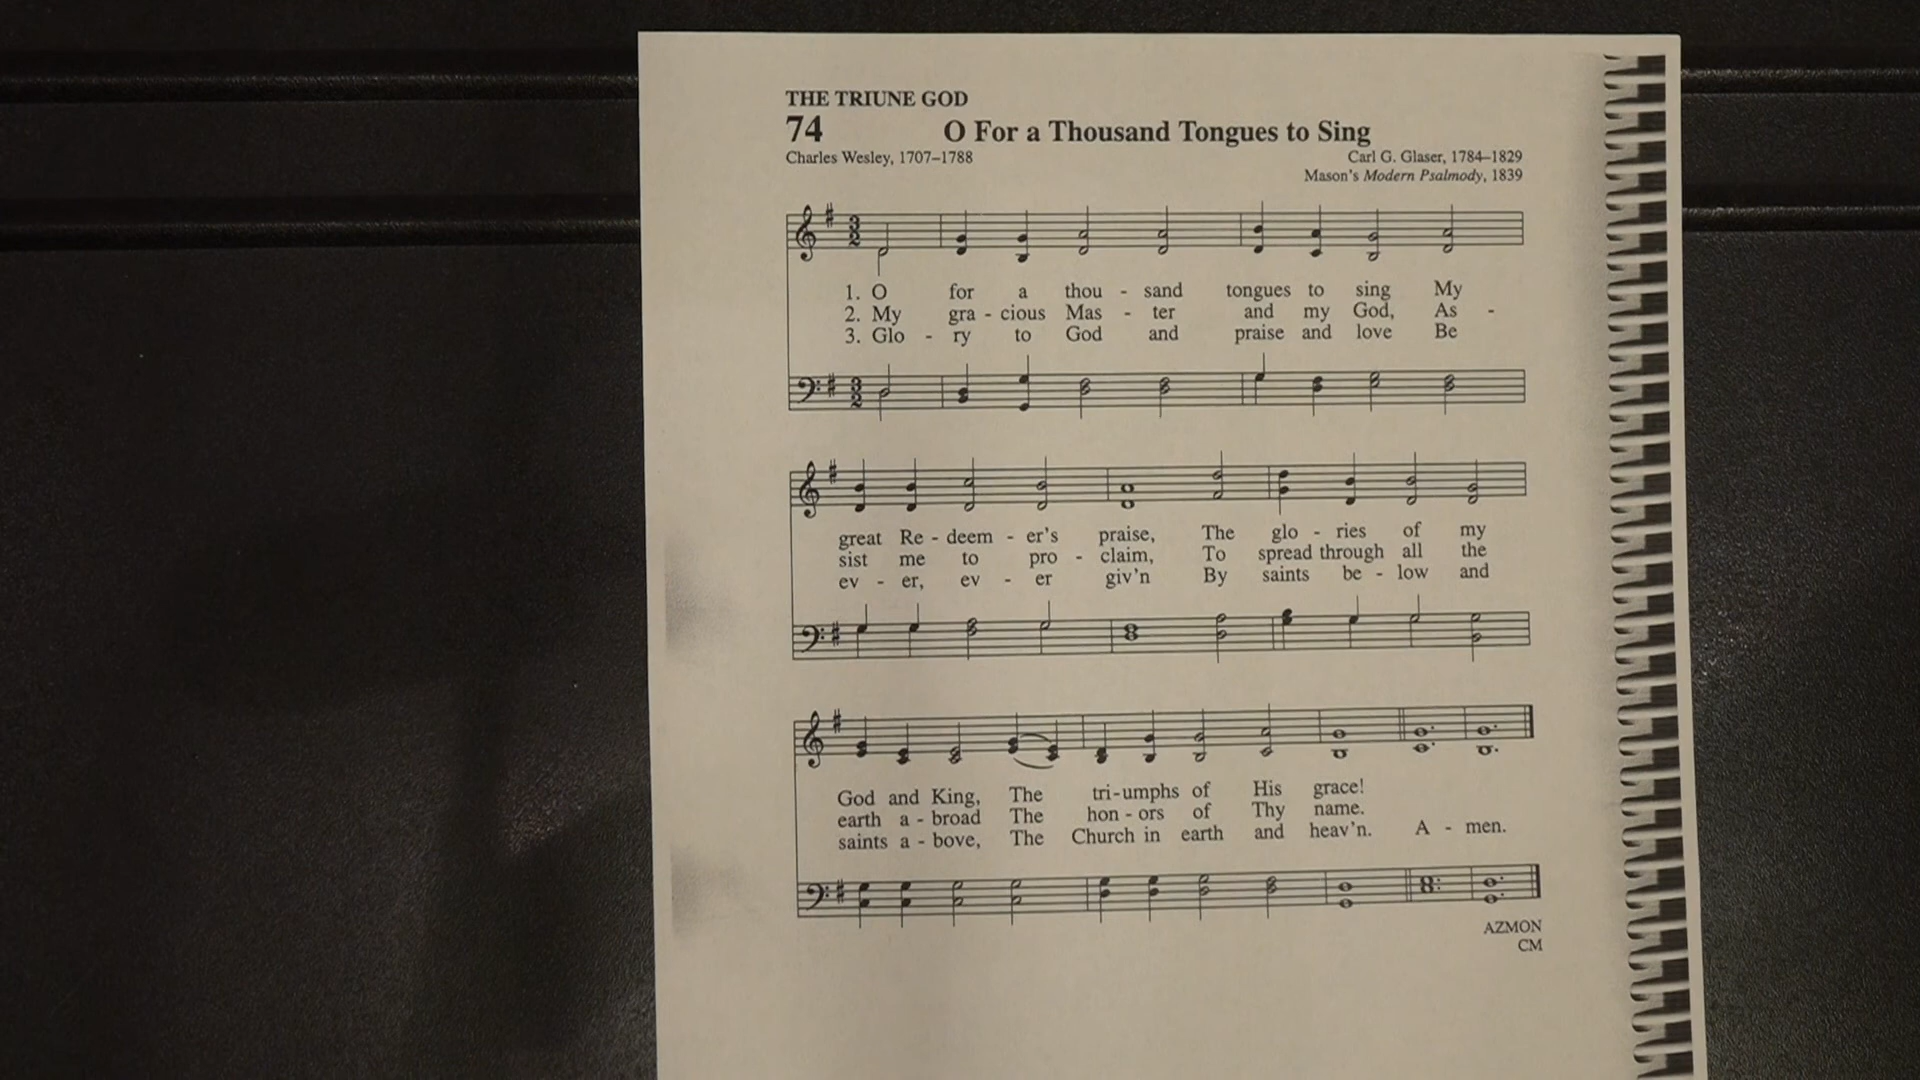 THE TRIUNE GOD
74 O For a Thousand Tongues to Sing
Charles Wesley, 1707–1788
Carl G. Glaser, 1784–1829
Mason's Modern Psalmody, 1839
3
2
1. O for a thou - sand tongues to sing My
2. My gra - cious Mas - ter and my God, As -
3. Glo - ry to God and praise and love Be
3
2
great Re - deem - er's praise, The glo - ries of my
sist me to pro - claim, To spread through all the
ev - er, ev - er giv'n By saints be - low and
God and King, The tri - umphs of His grace!
earth a - broad The hon - ors of Thy name.
saints a - bove, The Church in earth and heav'n. A - men.
AZMON
CM